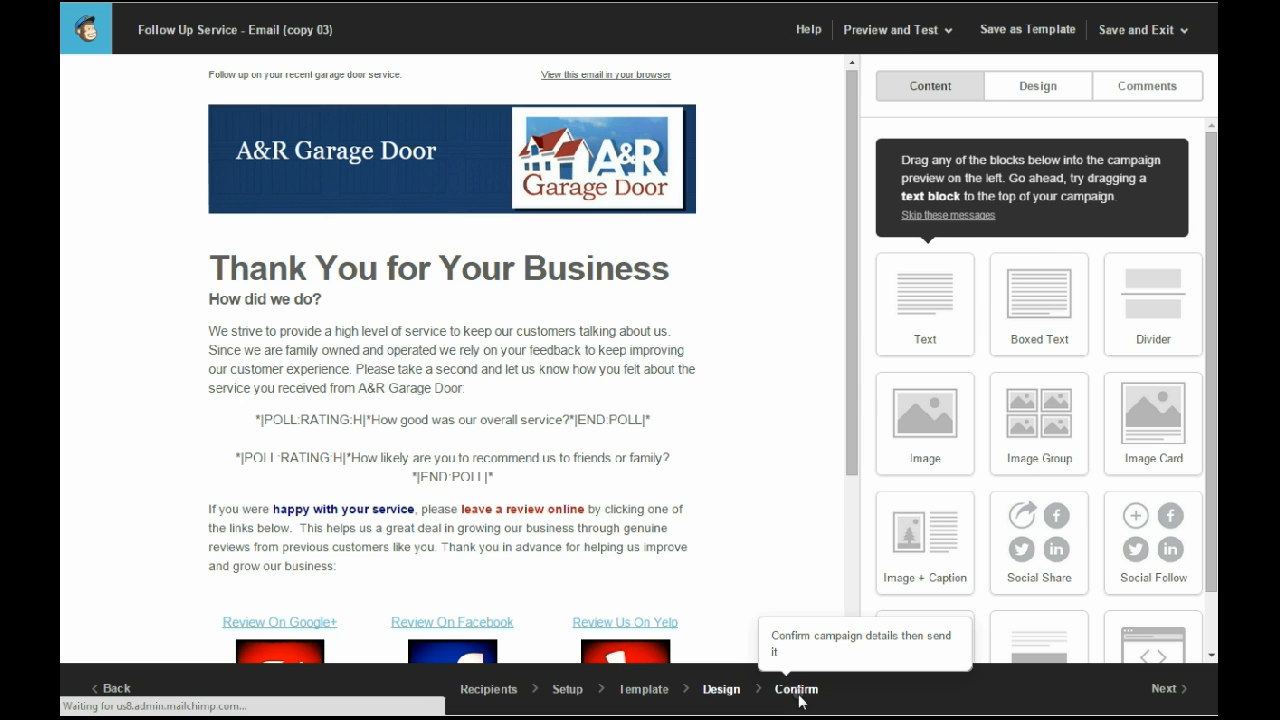 Follow Up Service - Email (copy 03)
Help
Preview and Test
Save as Template
Save and Exit
Follow up on your recent garage door service.
View this email in your browser
A&R Garage Door
A&R
Garage Door
Thank You for Your Business
How did we do?
We strive to provide a high level of service to keep our customers talking about us.
Since we are family owned and operated we rely on your feedback to keep improving
our customer experience. Please take a second and let us know how you felt about the
service you received from A&R Garage Door:
*|POLL:RATING:H|*How good was our overall service?*|END:POLL|*
*|POLL:RATING:H|*How likely are you to recommend us to friends or family?
*|END:POLL|*
If you were happy with your service, please leave a review online by clicking one of
the links below. This helps us a great deal in growing our business through genuine
reviews from previous customers like you. Thank you in advance for helping us improve
and grow our business:
Review On Google+
Review On Facebook
Review Us On Yelp
Content
Design
Comments
Drag any of the blocks below into the campaign
preview on the left. Go ahead, try dragging a
text block to the top of your campaign.
Skip these messages
Text
Boxed Text
Divider
Image
Image Group
Image Card
Image + Caption
Social Share
Social Follow
Confirm campaign details then send
it
Back
Recipients
Setup
Template
Design
Confirm
Next
Waiting for us8.admin.mailchimp.com...